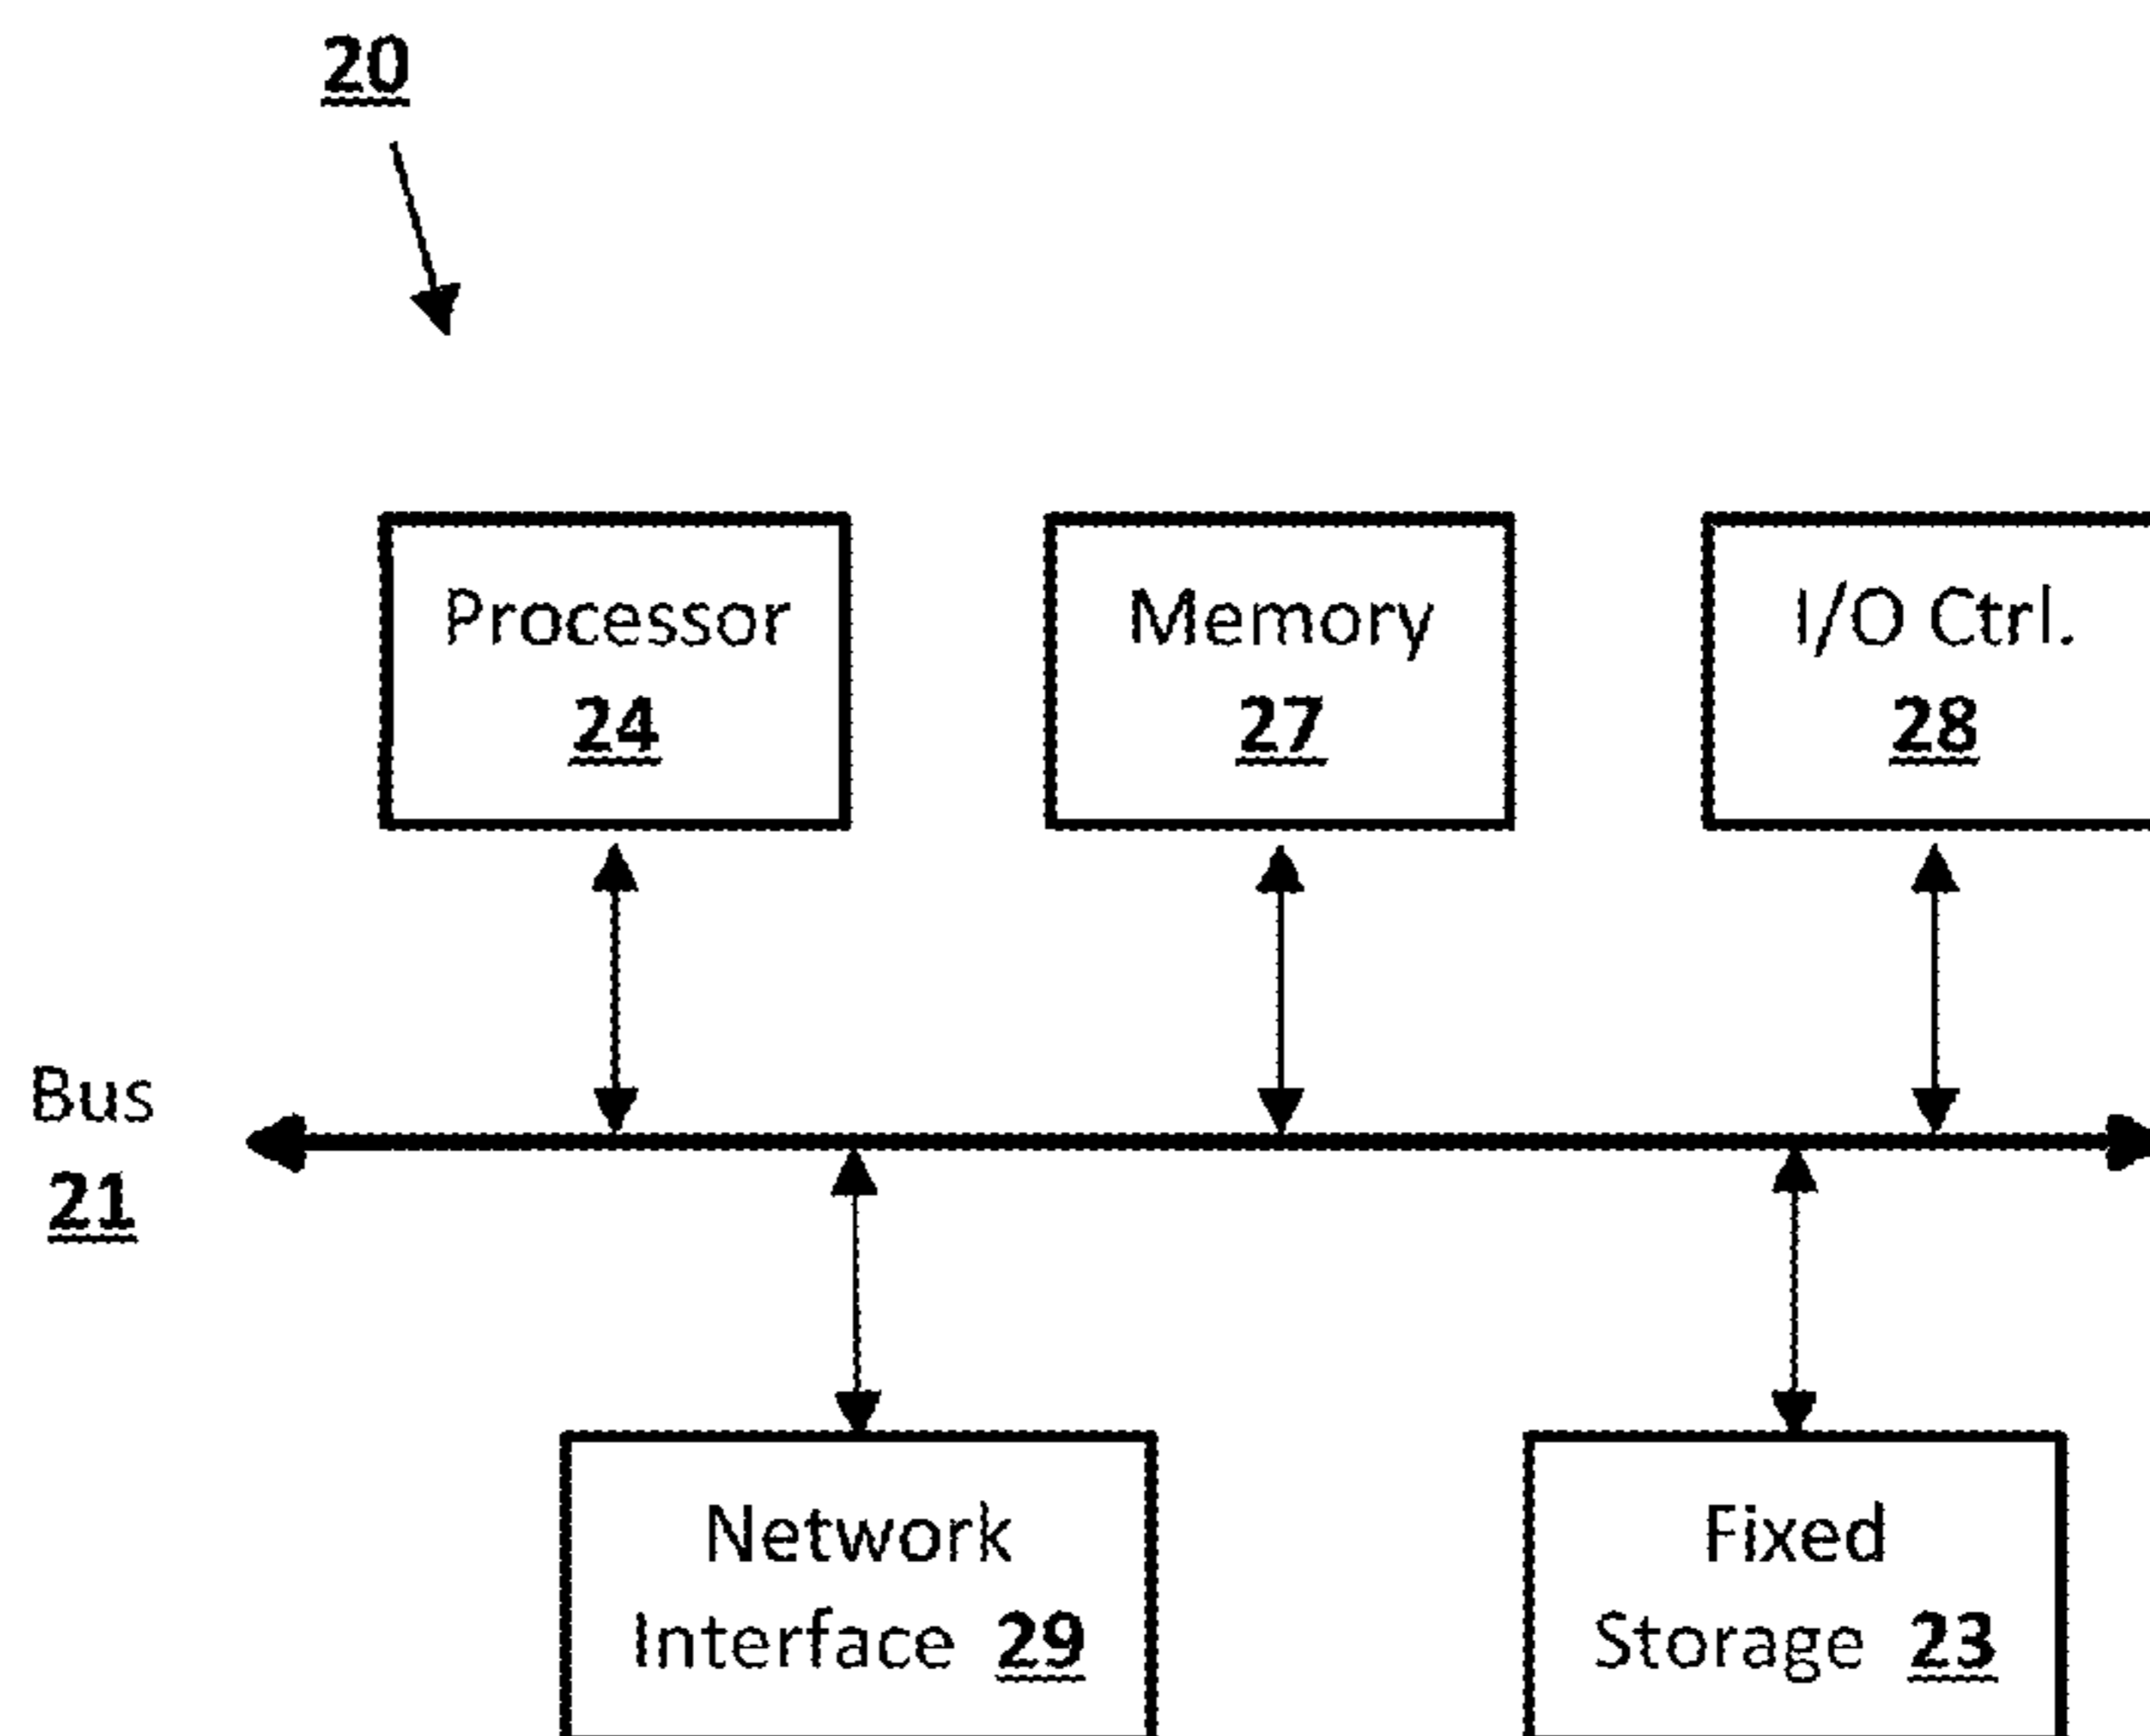 20
Processor
24
Memory
27
I/O Ctrl.
28
Bus
21
Network
Interface 29
Fixed
Storage 23